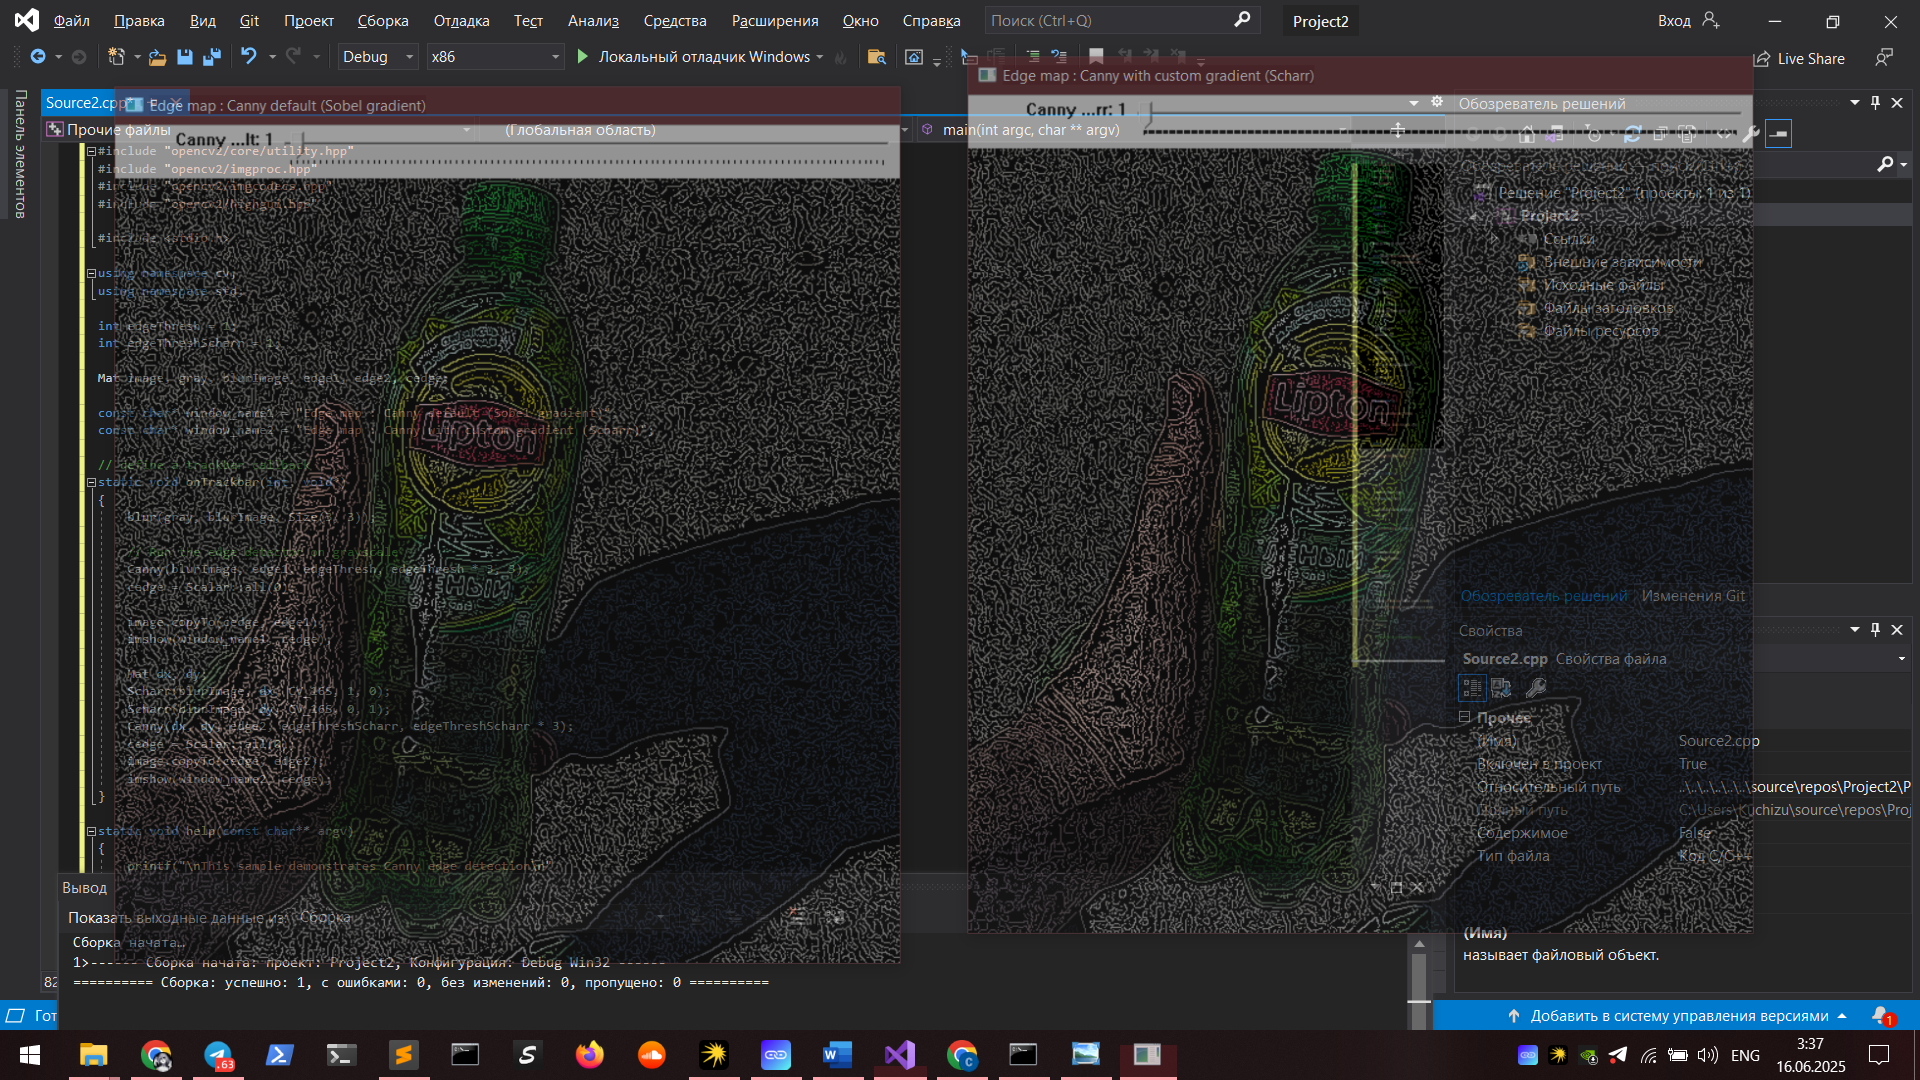 Файл Правка Вид Git Проект Сборка Отладка Тест Анализ Средства Расширения Окно Справка Поиск (Ctrl+Q) Project2 Вход
Debug x86 Локальный отладчик Windows Live Share
Панель элементов
Source2.cpp
Прочие файлы (Глобальная область) main(int argc, char ** argv)
Edge map : Canny default (Sobel gradient)
Canny ...lt: 1
#include "opencv2/core/utility.hpp"
#include "opencv2/imgproc.hpp"
#include "opencv2/imgcodecs.hpp"
#include "opencv2/highgui.hpp"
#include <stdio.h>
using namespace cv;
using namespace std;
int edgeThresh = 1;
int edgeThreshScharr = 1;
Mat image, gray, blurImage, edge1, edge2, cedge;
const char* window_name1 = "Edge map : Canny default (Sobel gradient)";
const char* window_name2 = "Edge map : Canny with custom gradient (Scharr)";
// define a trackbar callback
static void onTrackbar(int, void*)
{
blur(gray, blurImage, Size(3, 3));
// Run the edge detector on grayscale
Canny(blurImage, edge1, edgeThresh, edgeThresh * 3, 3);
cedge = Scalar::all(0);
image.copyTo(cedge, edge1);
imshow(window_name1, cedge);
Mat dx, dy;
Scharr(blurImage, dx, CV_16S, 1, 0);
Scharr(blurImage, dy, CV_16S, 0, 1);
Canny(dx, dy, edge2, edgeThreshScharr, edgeThreshScharr * 3);
cedge = Scalar::all(0);
image.copyTo(cedge, edge2);
imshow(window_name2, cedge);
}
static void help(const char** argv)
{
printf("\nThis sample demonstrates Canny edge detection\n"
Lipton
НЫЙ
Edge map : Canny with custom gradient (Scharr)
Canny ...rr: 1
Lipton
Обозреватель решений
Решение "Project2" (проекты: 1 из 1)
Project2
Ссылки
Внешние зависимости
Исходные файлы
Файлы заголовков
Файлы ресурсов
Обозреватель решений Изменения Git
Свойства
Source2.cpp Свойства файла
Прочее
(Имя) Source2.cpp
Включен в проект True
Относительный путь ..\..\..\..\..\source\repos\Project2\P
Полный путь C:\Users\Kuchizu\source\repos\Proj
Содержимое False
Тип файла Код C/C++
(Имя)
называет файловый объект.
Вывод
Показать выходные данные из: Сборка
Сборка начата…
1>------ Сборка начата: проект: Project2, Конфигурация: Debug Win32 ------
========== Сборка: успешно: 1, с ошибками: 0, без изменений: 0, пропущено: 0 ==========
82
Гот
Добавить в систему управления версиями
1
63
ENG
3:37
16.06.2025